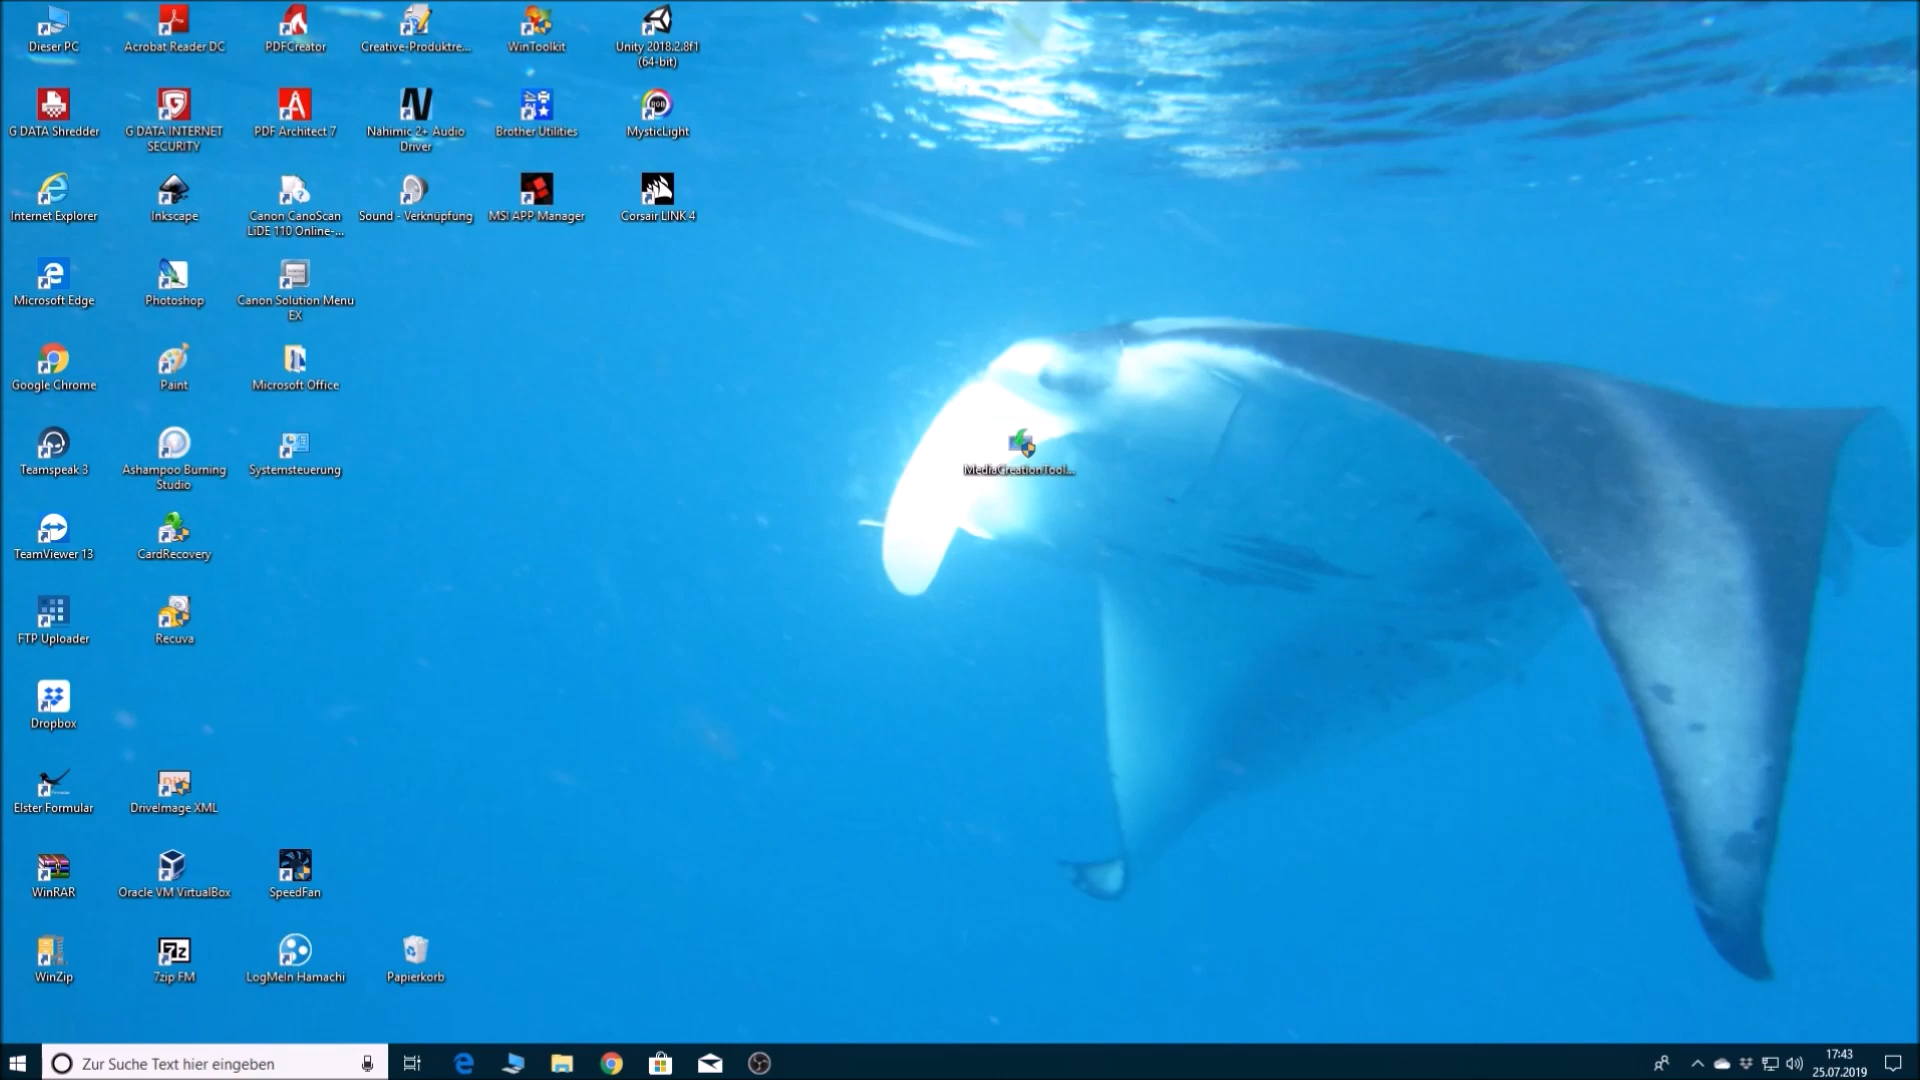 Dieser PC
Acrobat Reader DC
PDFCreator
Creative-Produktre...
WinToolkit
Unity 2018.2.8f1
(64-bit)
G DATA Shredder
G DATA INTERNET
SECURITY
PDF Architect 7
Nahimic 2+ Audio
Driver
Brother Utilities
RGB
MysticLight
Internet Explorer
Inkscape
Canon CanoScan
LiDE 110 Online-...
Sound - Verknüpfung
MSI APP Manager
Corsair LINK 4
Microsoft Edge
Photoshop
Canon Solution Menu
EX
Google Chrome
Paint
Microsoft Office
MediaCreationTool...
Teamspeak 3
Ashampoo Burning
Studio
Systemsteuerung
TeamViewer 13
CardRecovery
FTP Uploader
Recuva
Dropbox
Elster Formular
DriveImage XML
WinRAR
Oracle VM VirtualBox
SpeedFan
WinZip
7z
7zip FM
LogMeIn Hamachi
Papierkorb
Zur Suche Text hier eingeben
17:43
25.07.2019